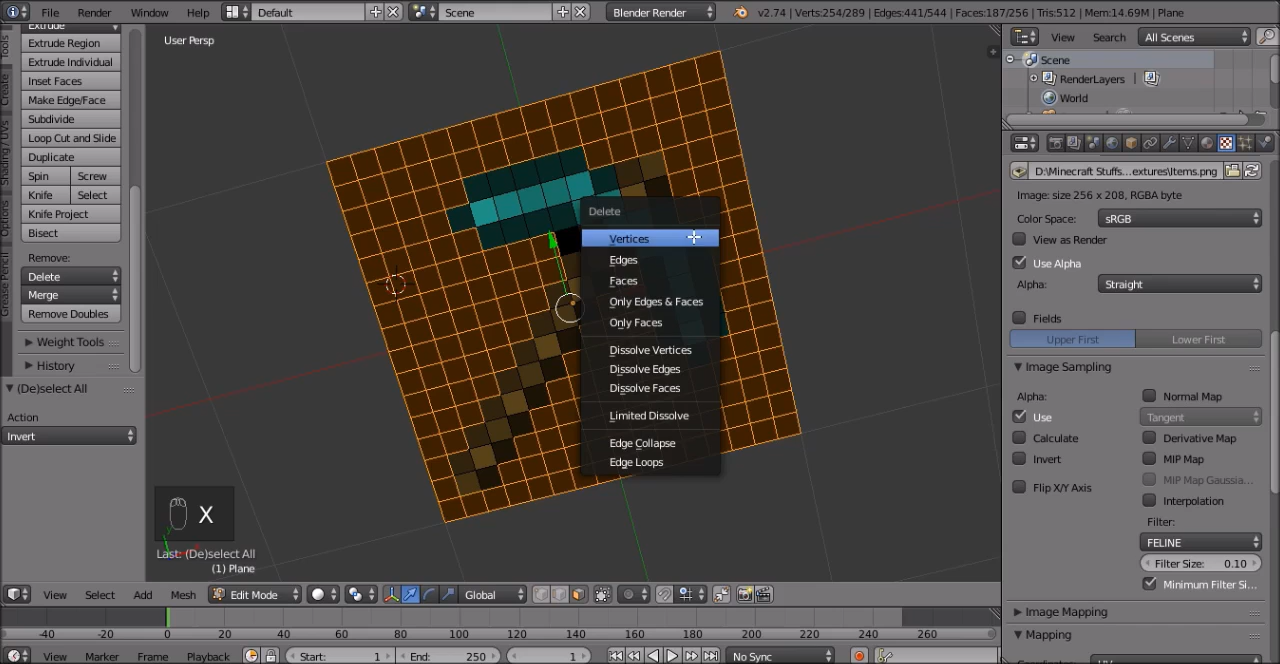 File Render Window Help Default Scene Blender Render v2.74 | Verts:254/289 | Edges:441/544 | Faces:187/256 | Tris:512 | Mem:14.69M | Plane
Tools
Create
Shading / UVs
Options
Grease Pencil
Extrude
Extrude Region
Extrude Individual
Inset Faces
Make Edge/Face
Subdivide
Loop Cut and Slide
Duplicate
Spin Screw
Knife Select
Knife Project
Bisect
Remove:
Delete
Merge
Remove Doubles
Weight Tools
History
(De)select All
Action
Invert
User Persp
Delete
Vertices
Edges
Faces
Only Edges & Faces
Only Faces
Dissolve Vertices
Dissolve Edges
Dissolve Faces
Limited Dissolve
Edge Collapse
Edge Loops
X
Last: (De)select All
(1) Plane
View Select Add Mesh Edit Mode Global
-40 -20 0 20 40 60 80 100 120 140 160 180 200 220 240 260
View Marker Frame Playback Start: 1 End: 250 1 No Sync
View Search All Scenes
Scene
RenderLayers
World
D:\Minecraft Stuffs...extures\Items.png
Image: size 256 x 208, RGBA byte
Color Space: sRGB
View as Render
Use Alpha
Alpha: Straight
Fields
Upper First Lower First
Image Sampling
Alpha: Normal Map
Use Tangent
Calculate Derivative Map
Invert MIP Map
MIP Map Gaussia...
Flip X/Y Axis
Interpolation
Filter:
FELINE
Filter Size: 0.10
Minimum Filter Si...
Image Mapping
Mapping